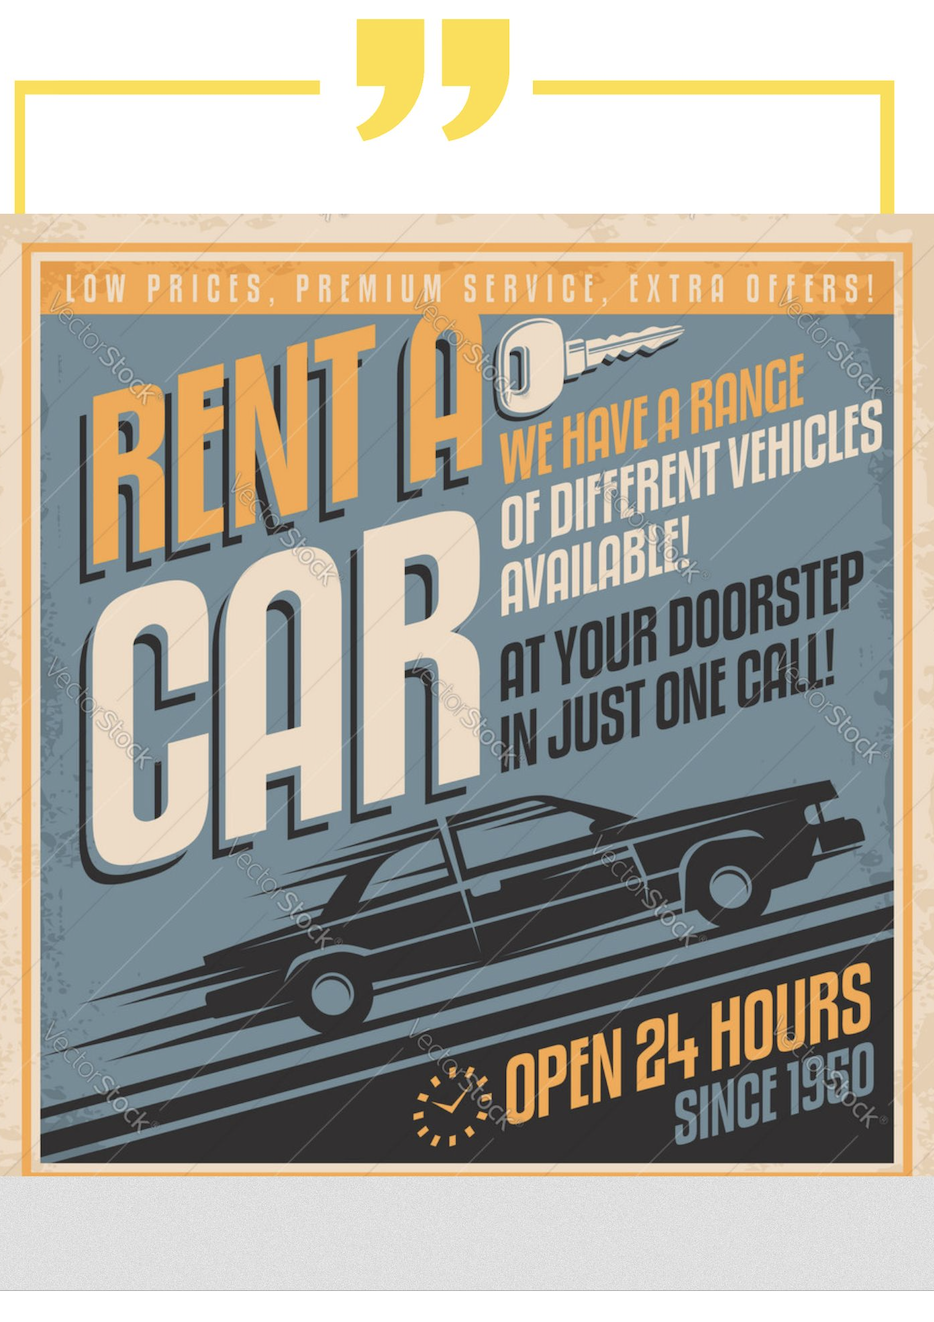 LOW PRICES, PREMIUM SERVICE, EXTRA OFFERS!
RENT A
CAR
WE HAVE A RANGE
OF DIFFERENT VEHICLES
AVAILABLE!
AT YOUR DOORSTEP
IN JUST ONE CALL!
OPEN 24 HOURS
SINCE 1950
VectorStock®